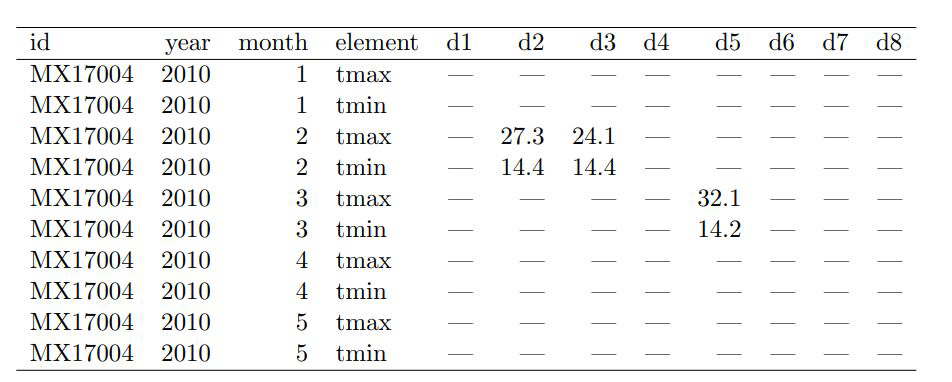 id year month element d1 d2 d3 d4 d5 d6 d7 d8
MX17004 2010 1 tmax — — — — — — — —
MX17004 2010 1 tmin — — — — — — — —
MX17004 2010 2 tmax — 27.3 24.1 — — — — —
MX17004 2010 2 tmin — 14.4 14.4 — — — — —
MX17004 2010 3 tmax — — — — 32.1 — — —
MX17004 2010 3 tmin — — — — 14.2 — — —
MX17004 2010 4 tmax — — — — — — — —
MX17004 2010 4 tmin — — — — — — — —
MX17004 2010 5 tmax — — — — — — — —
MX17004 2010 5 tmin — — — — — — — —